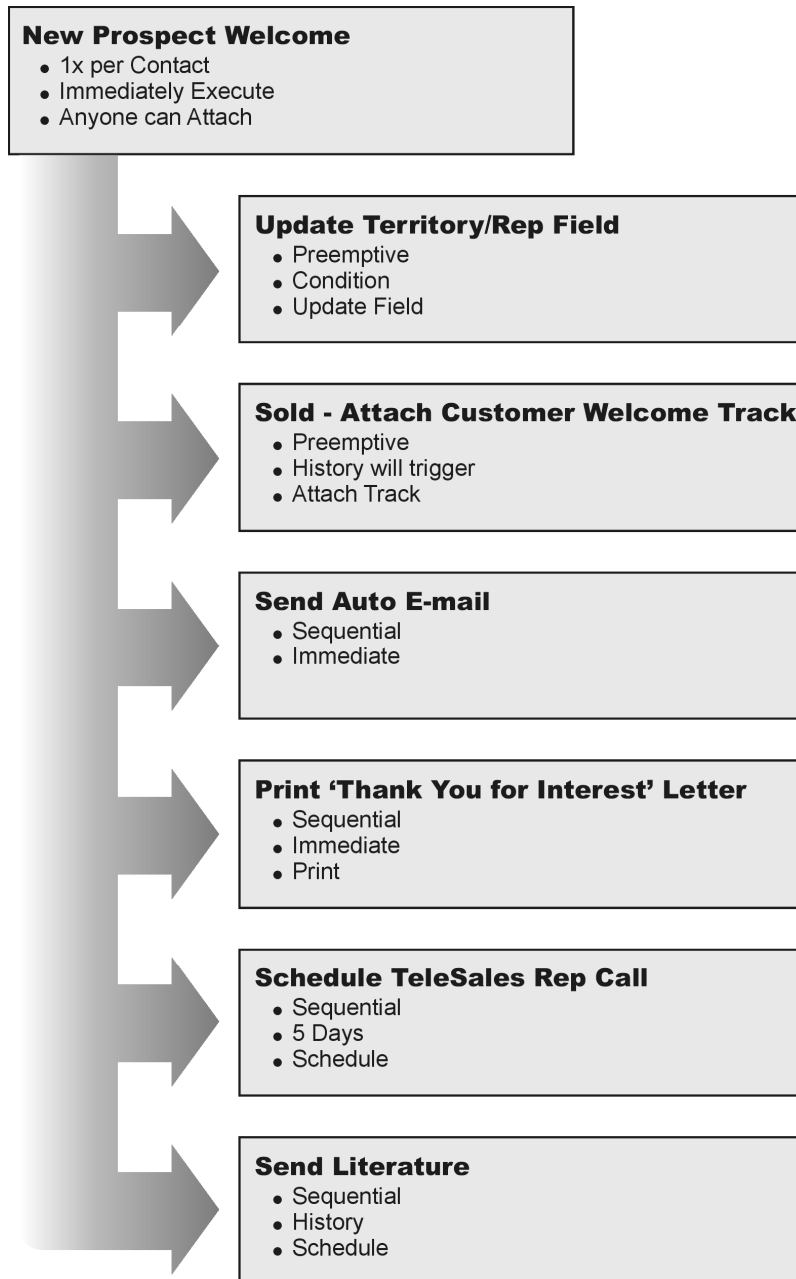 New Prospect Welcome
• 1x per Contact
• Immediately Execute
• Anyone can Attach
Update Territory/Rep Field
• Preemptive
• Condition
• Update Field
Sold - Attach Customer Welcome Track
• Preemptive
• History will trigger
• Attach Track
Send Auto E-mail
• Sequential
• Immediate
Print ‘Thank You for Interest’ Letter
• Sequential
• Immediate
• Print
Schedule TeleSales Rep Call
• Sequential
• 5 Days
• Schedule
Send Literature
• Sequential
• History
• Schedule